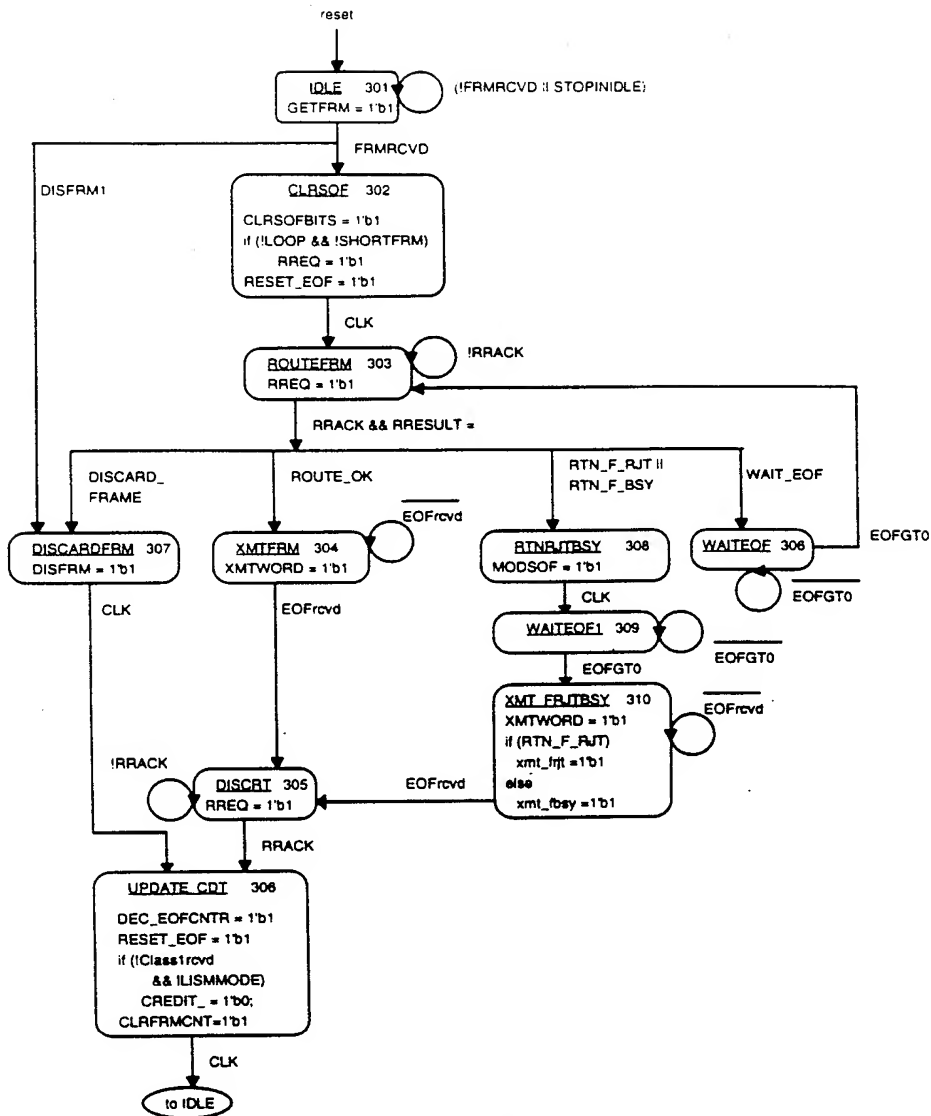 reset
IDLE 301
GETFRM = 1'b1
(!FRMRCVD || STOPINIDLE)
FRMRCVD
DISFRM1
CLRSOF 302
CLRSOFBITS = 1'b1
if (!LOOP && !SHORTFRM)
RREQ = 1'b1
RESET_EOF = 1'b1
CLK
ROUTEFRM 303
RREQ = 1'b1
!RRACK
RRACK && RRESULT =
DISCARD_
FRAME
ROUTE_OK
RTN_F_RJT ||
RTN_F_BSY
WAIT_EOF
EOFrcvd
EOFGT0
DISCARDFRM 307
DISFRM = 1'b1
XMTFRM 304
XMTWORD = 1'b1
RTNRJTBSY 308
MODSOF = 1'b1
WAITEOF 306
EOFGT0
CLK
EOFrcvd
CLK
WAITEOF1 309
EOFGT0
EOFGT0
XMT_FRJTBSY 310
XMTWORD = 1'b1
if (RTN_F_RJT)
xmt_frjt =1'b1
else
xmt_fbsy =1'b1
EOFrcvd
!RRACK
DISCRT 305
RREQ = 1'b1
EOFrcvd
RRACK
UPDATE_CDT 306
DEC_EOFCNTR = 1'b1
RESET_EOF = 1'b1
if (!Class1rcvd
&& !LISMMODE)
CREDIT_ = 1'b0;
CLRFRMCNT=1'b1
CLK
to IDLE